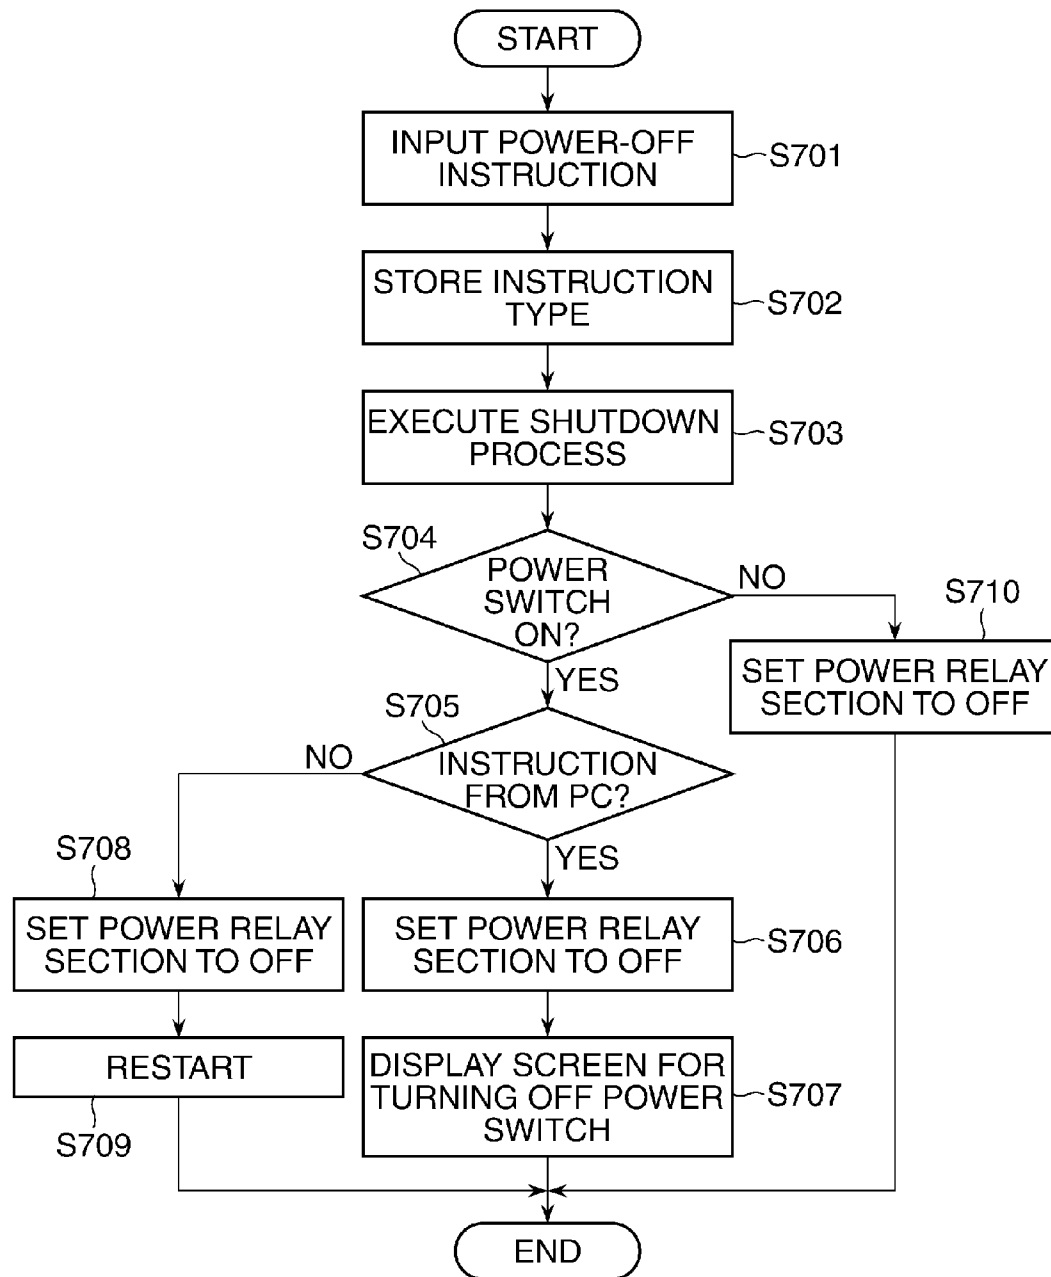 START
INPUT POWER-OFF
INSTRUCTION
S701
STORE INSTRUCTION
TYPE
S702
EXECUTE SHUTDOWN
PROCESS
S703
S704
POWER
SWITCH
ON?
NO
YES
S710
SET POWER RELAY
SECTION TO OFF
S705
INSTRUCTION
FROM PC?
NO
YES
S708
SET POWER RELAY
SECTION TO OFF
SET POWER RELAY
SECTION TO OFF
S706
RESTART
S709
DISPLAY SCREEN FOR
TURNING OFF POWER
SWITCH
S707
END